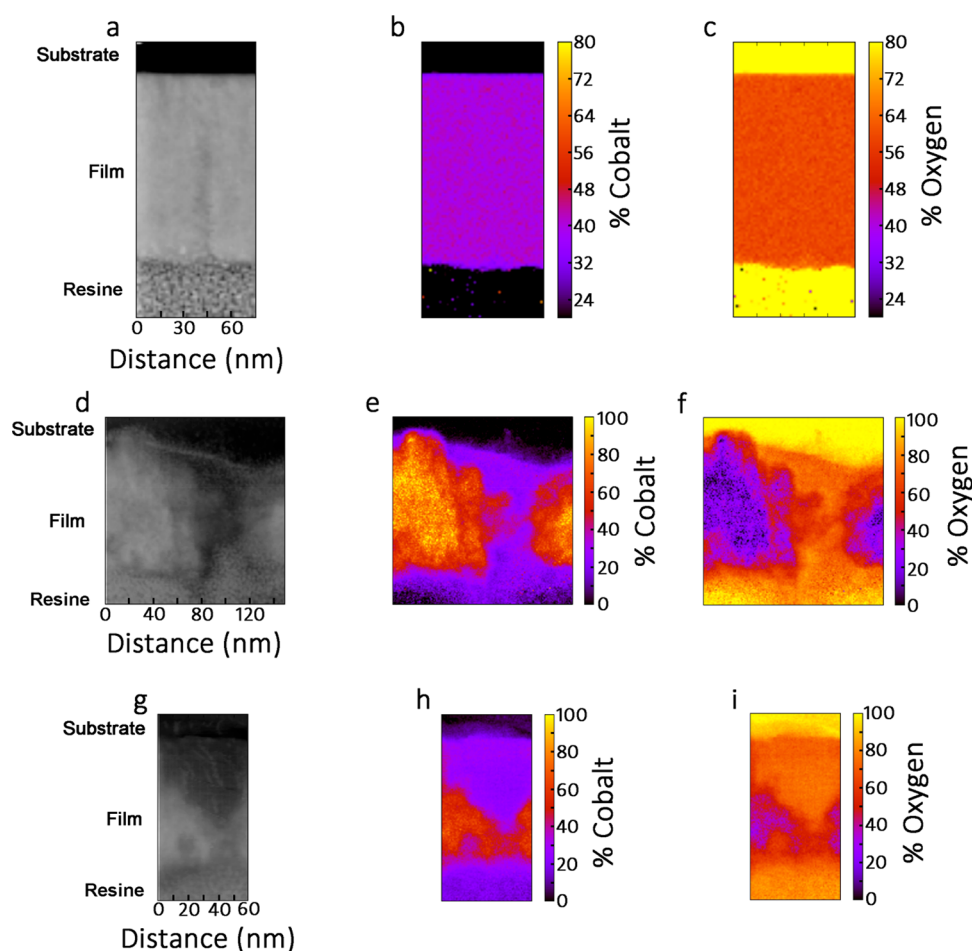 a
b
c
Substrate
Film
Resine
0 30 60
Distance (nm)
80
72
64
56
48
40
32
24
% Cobalt
80
72
64
56
48
40
32
24
% Oxygen
d
e
f
Substrate
Film
Resine
0 40 80 120
Distance (nm)
100
80
60
40
20
0
% Cobalt
100
80
60
40
20
0
% Oxygen
g
h
i
Substrate
Film
Resine
0 20 40 60
Distance (nm)
100
80
60
40
20
0
% Cobalt
100
80
60
40
20
0
% Oxygen